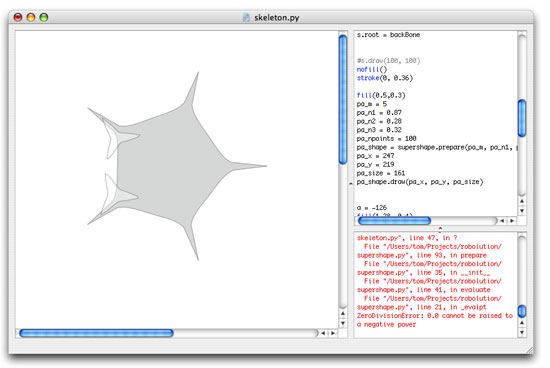 skeleton.py
s.root = backBone
#s.draw(100, 100)
nofill()
stroke(0, 0.36)
fill(0.5,0.3)
pa_m = 5
pa_n1 = 0.87
pa_n2 = 0.28
pa_n3 = 0.32
pa_npoints = 100
pa_shape = supershape.prepare(pa_m, pa_n1, p
pa_x = 247
pa_y = 219
pa_size = 161
pa_shape.draw(pa_x, pa_y, pa_size)
a = -126
fill(1.28, 0.4)
skeleton.py", line 47, in ?
File "/Users/tom/Projects/robolution/
supershape.py", line 93, in prepare
File "/Users/tom/Projects/robolution/
supershape.py", line 35, in __init__
File "/Users/tom/Projects/robolution/
supershape.py", line 41, in evaluate
File "/Users/tom/Projects/robolution/
supershape.py", line 21, in _evalpt
ZeroDivisionError: 0.0 cannot be raised to
a negative power